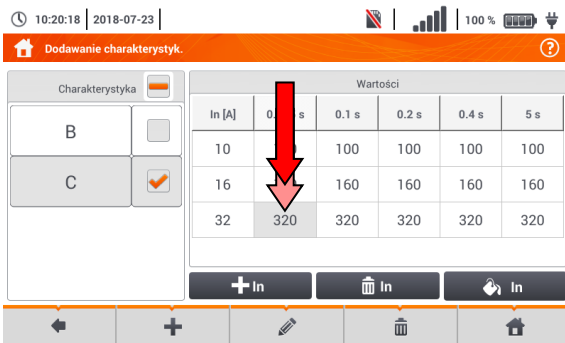 10:20:18 2018-07-23 100 %
Dodawanie charakterystyk. ?
Charakterystyka
Wartości
In [A] 0.1 s 0.2 s 0.4 s 5 s
B
10 100 100 100 100
C
16 160 160 160 160
32 320 320 320 320 320
In In In